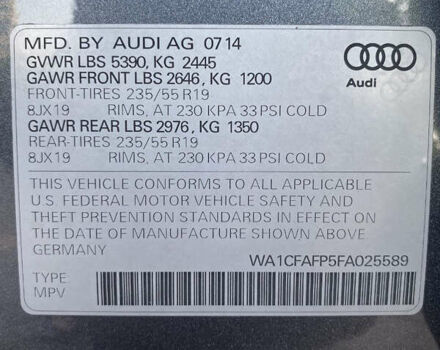 MFD. BY AUDI AG 07/14
GVWR LBS 5390, KG 2445
GAWR FRONT LBS 2646, KG 1200
FRONT-TIRES 235/55 R19
8JX19 RIMS, AT 230 KPA 33 PSI COLD
GAWR REAR LBS 2976, KG 1350
REAR-TIRES 235/55 R19
8JX19 RIMS, AT 230 KPA 33 PSI COLD
Audi
THIS VEHICLE CONFORMS TO ALL APPLICABLE
U.S. FEDERAL MOTOR VEHICLE SAFETY AND
THEFT PREVENTION STANDARDS IN EFFECT ON
THE DATE OF MANUFACTURE SHOWN ABOVE
GERMANY WA1CFAFP5FA025589
TYPE
MPV